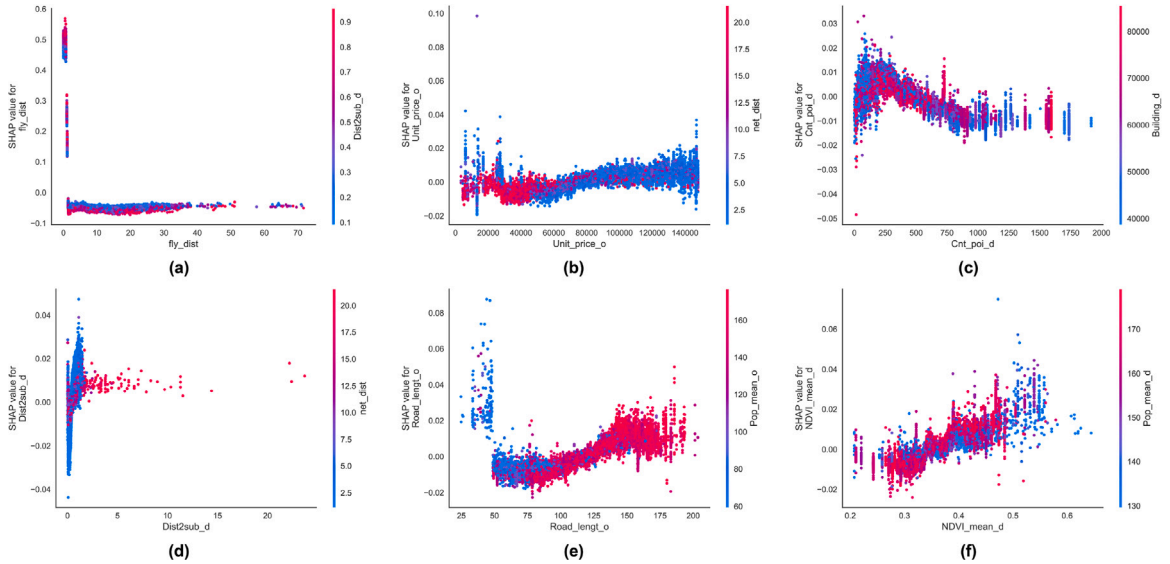 0.6
0.5
0.4
0.3
0.2
0.1
0.0
−0.1
SHAP value for
fly_dist
0 10 20 30 40 50 60 70
fly_dist
0.9
0.8
0.7
0.6
0.5
0.4
0.3
0.2
0.1
Dist2sub_d
(a)
0.10
0.08
0.06
0.04
0.02
0.00
−0.02
SHAP value for
Unit_price_o
0 20000 40000 60000 80000 100000 120000 140000
Unit_price_o
20.0
17.5
15.0
12.5
10.0
7.5
5.0
2.5
net_dist
(b)
0.03
0.02
0.01
0.00
−0.01
−0.02
−0.03
−0.04
−0.05
SHAP value for
Cnt_poi_d
0 250 500 750 1000 1250 1500 1750 2000
Cnt_poi_d
80000
70000
60000
50000
40000
Building_d
(c)
0.04
0.02
0.00
−0.02
−0.04
SHAP value for
Dist2sub_d
0 5 10 15 20
Dist2sub_d
20.0
17.5
15.0
12.5
10.0
7.5
5.0
2.5
net_dist
(d)
0.08
0.06
0.04
0.02
0.00
−0.02
SHAP value for
Road_lengt_o
25 50 75 100 125 150 175 200
Road_lengt_o
160
140
120
100
80
60
Pop_mean_o
(e)
0.08
0.06
0.04
0.02
0.00
−0.02
SHAP value for
NDVI_mean_d
0.2 0.3 0.4 0.5 0.6
NDVI_mean_d
170
160
150
140
130
Pop_mean_d
(f)